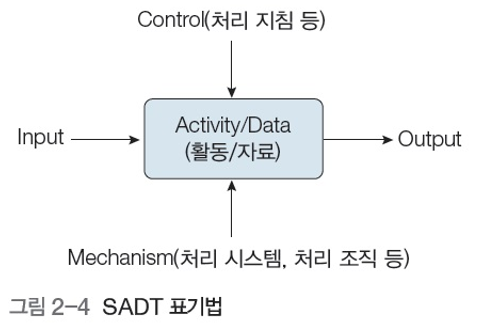 Control(처리 지침 등)
Input
Activity/Data
(활동/자료)
Output
Mechanism(처리 시스템, 처리 조직 등)
그림 2-4 SADT 표기법